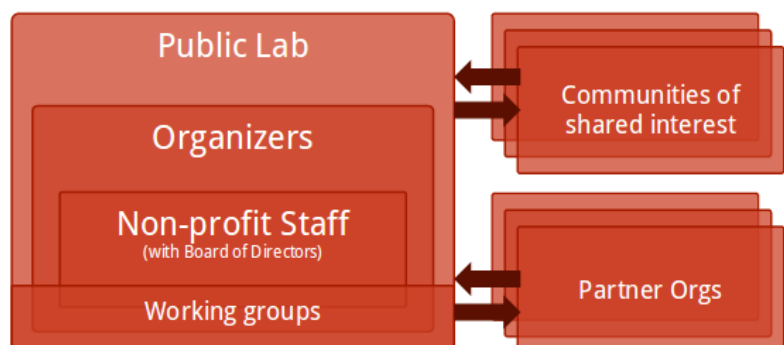 Public Lab
Organizers
Non-profit Staff
(with Board of Directors)
Working groups
Communities of
shared interest
Partner Orgs